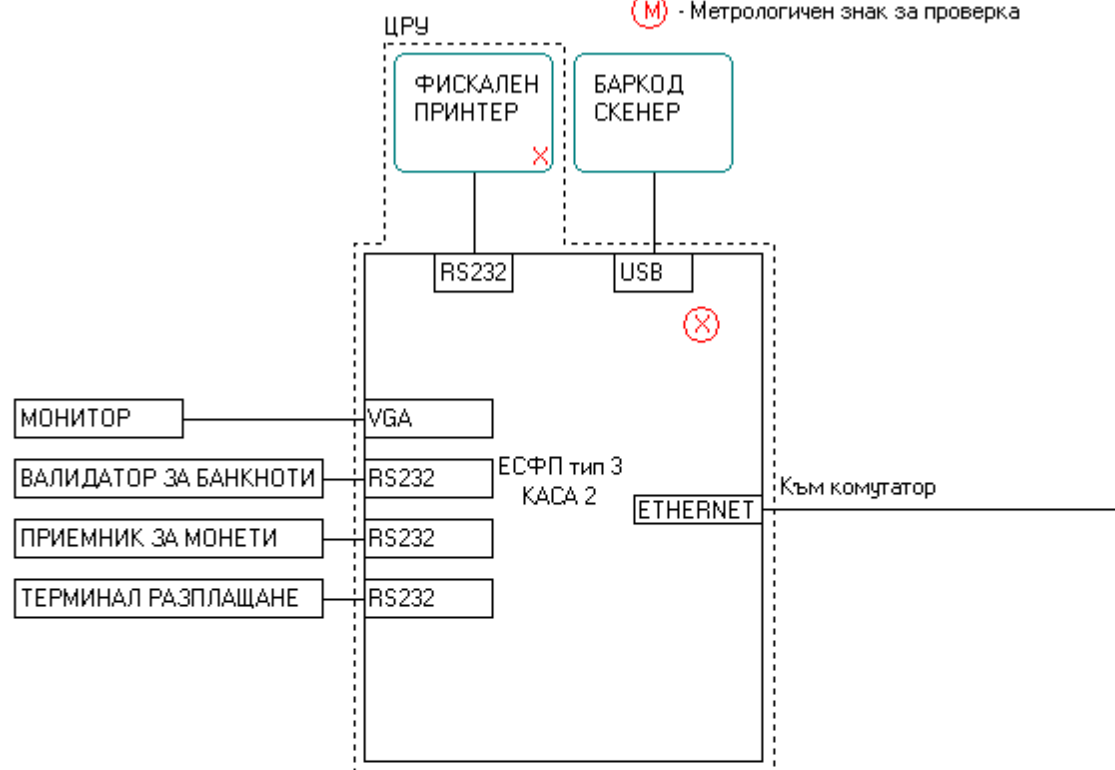 (М) - Метрологичен знак за проверка
ЦРУ
ФИСКАЛЕН
ПРИНТЕР
X
БАРКОД
СКЕНЕР
RS232
USB
X
МОНИТОР
VGA
ВАЛИДАТОР ЗА БАНКНОТИ
RS232
ЕСФП тип 3
КАСА 2
ПРИЕМНИК ЗА МОНЕТИ
RS232
ТЕРМИНАЛ РАЗПЛАЩАНЕ
RS232
ETHERNET
Към комутатор